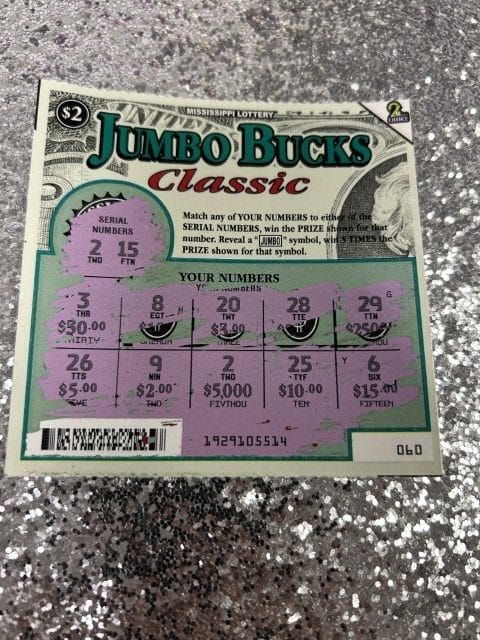 $2
MISSISSIPPI LOTTERY
2nd CHANCE
JUMBO BUCKS
Classic
SERIAL
NUMBERS
2 15
TWO FTN
Match any of YOUR NUMBERS to either of the
SERIAL NUMBERS, win the PRIZE shown for that
number. Reveal a "JUMBO" symbol, win 5 TIMES the
PRIZE shown for that symbol.
YOUR NUMBERS
3 8 20 28 29
THR EGT TWT TTE TTN
$30.00 $3.00
26 9 2 25 6
TTS NIN TWO TYF SIX
$5.00 $2.00 $5,000 $10.00 $15.00
TWO FIVTHOU TEN FIFTEEN
1929105514
060